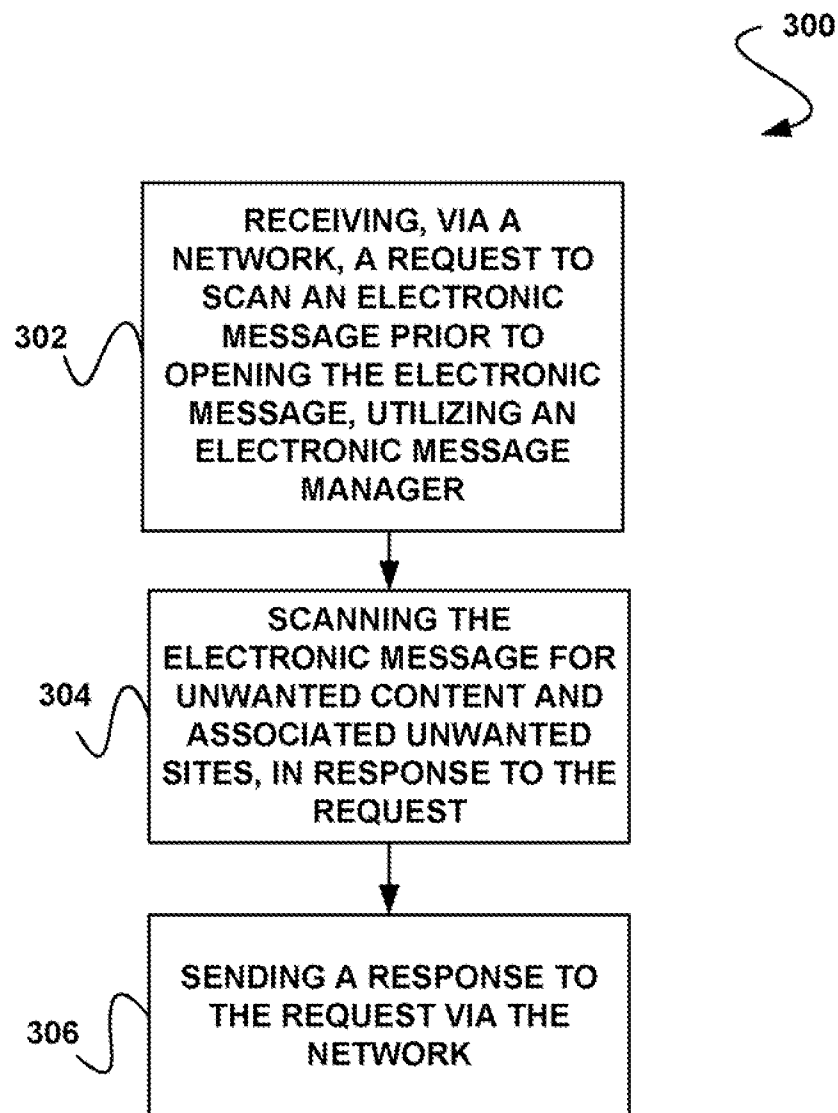 300
302
RECEIVING, VIA A
NETWORK, A REQUEST TO
SCAN AN ELECTRONIC
MESSAGE PRIOR TO
OPENING THE ELECTRONIC
MESSAGE, UTILIZING AN
ELECTRONIC MESSAGE
MANAGER
304
SCANNING THE
ELECTRONIC MESSAGE FOR
UNWANTED CONTENT AND
ASSOCIATED UNWANTED
SITES, IN RESPONSE TO THE
REQUEST
306
SENDING A RESPONSE TO
THE REQUEST VIA THE
NETWORK